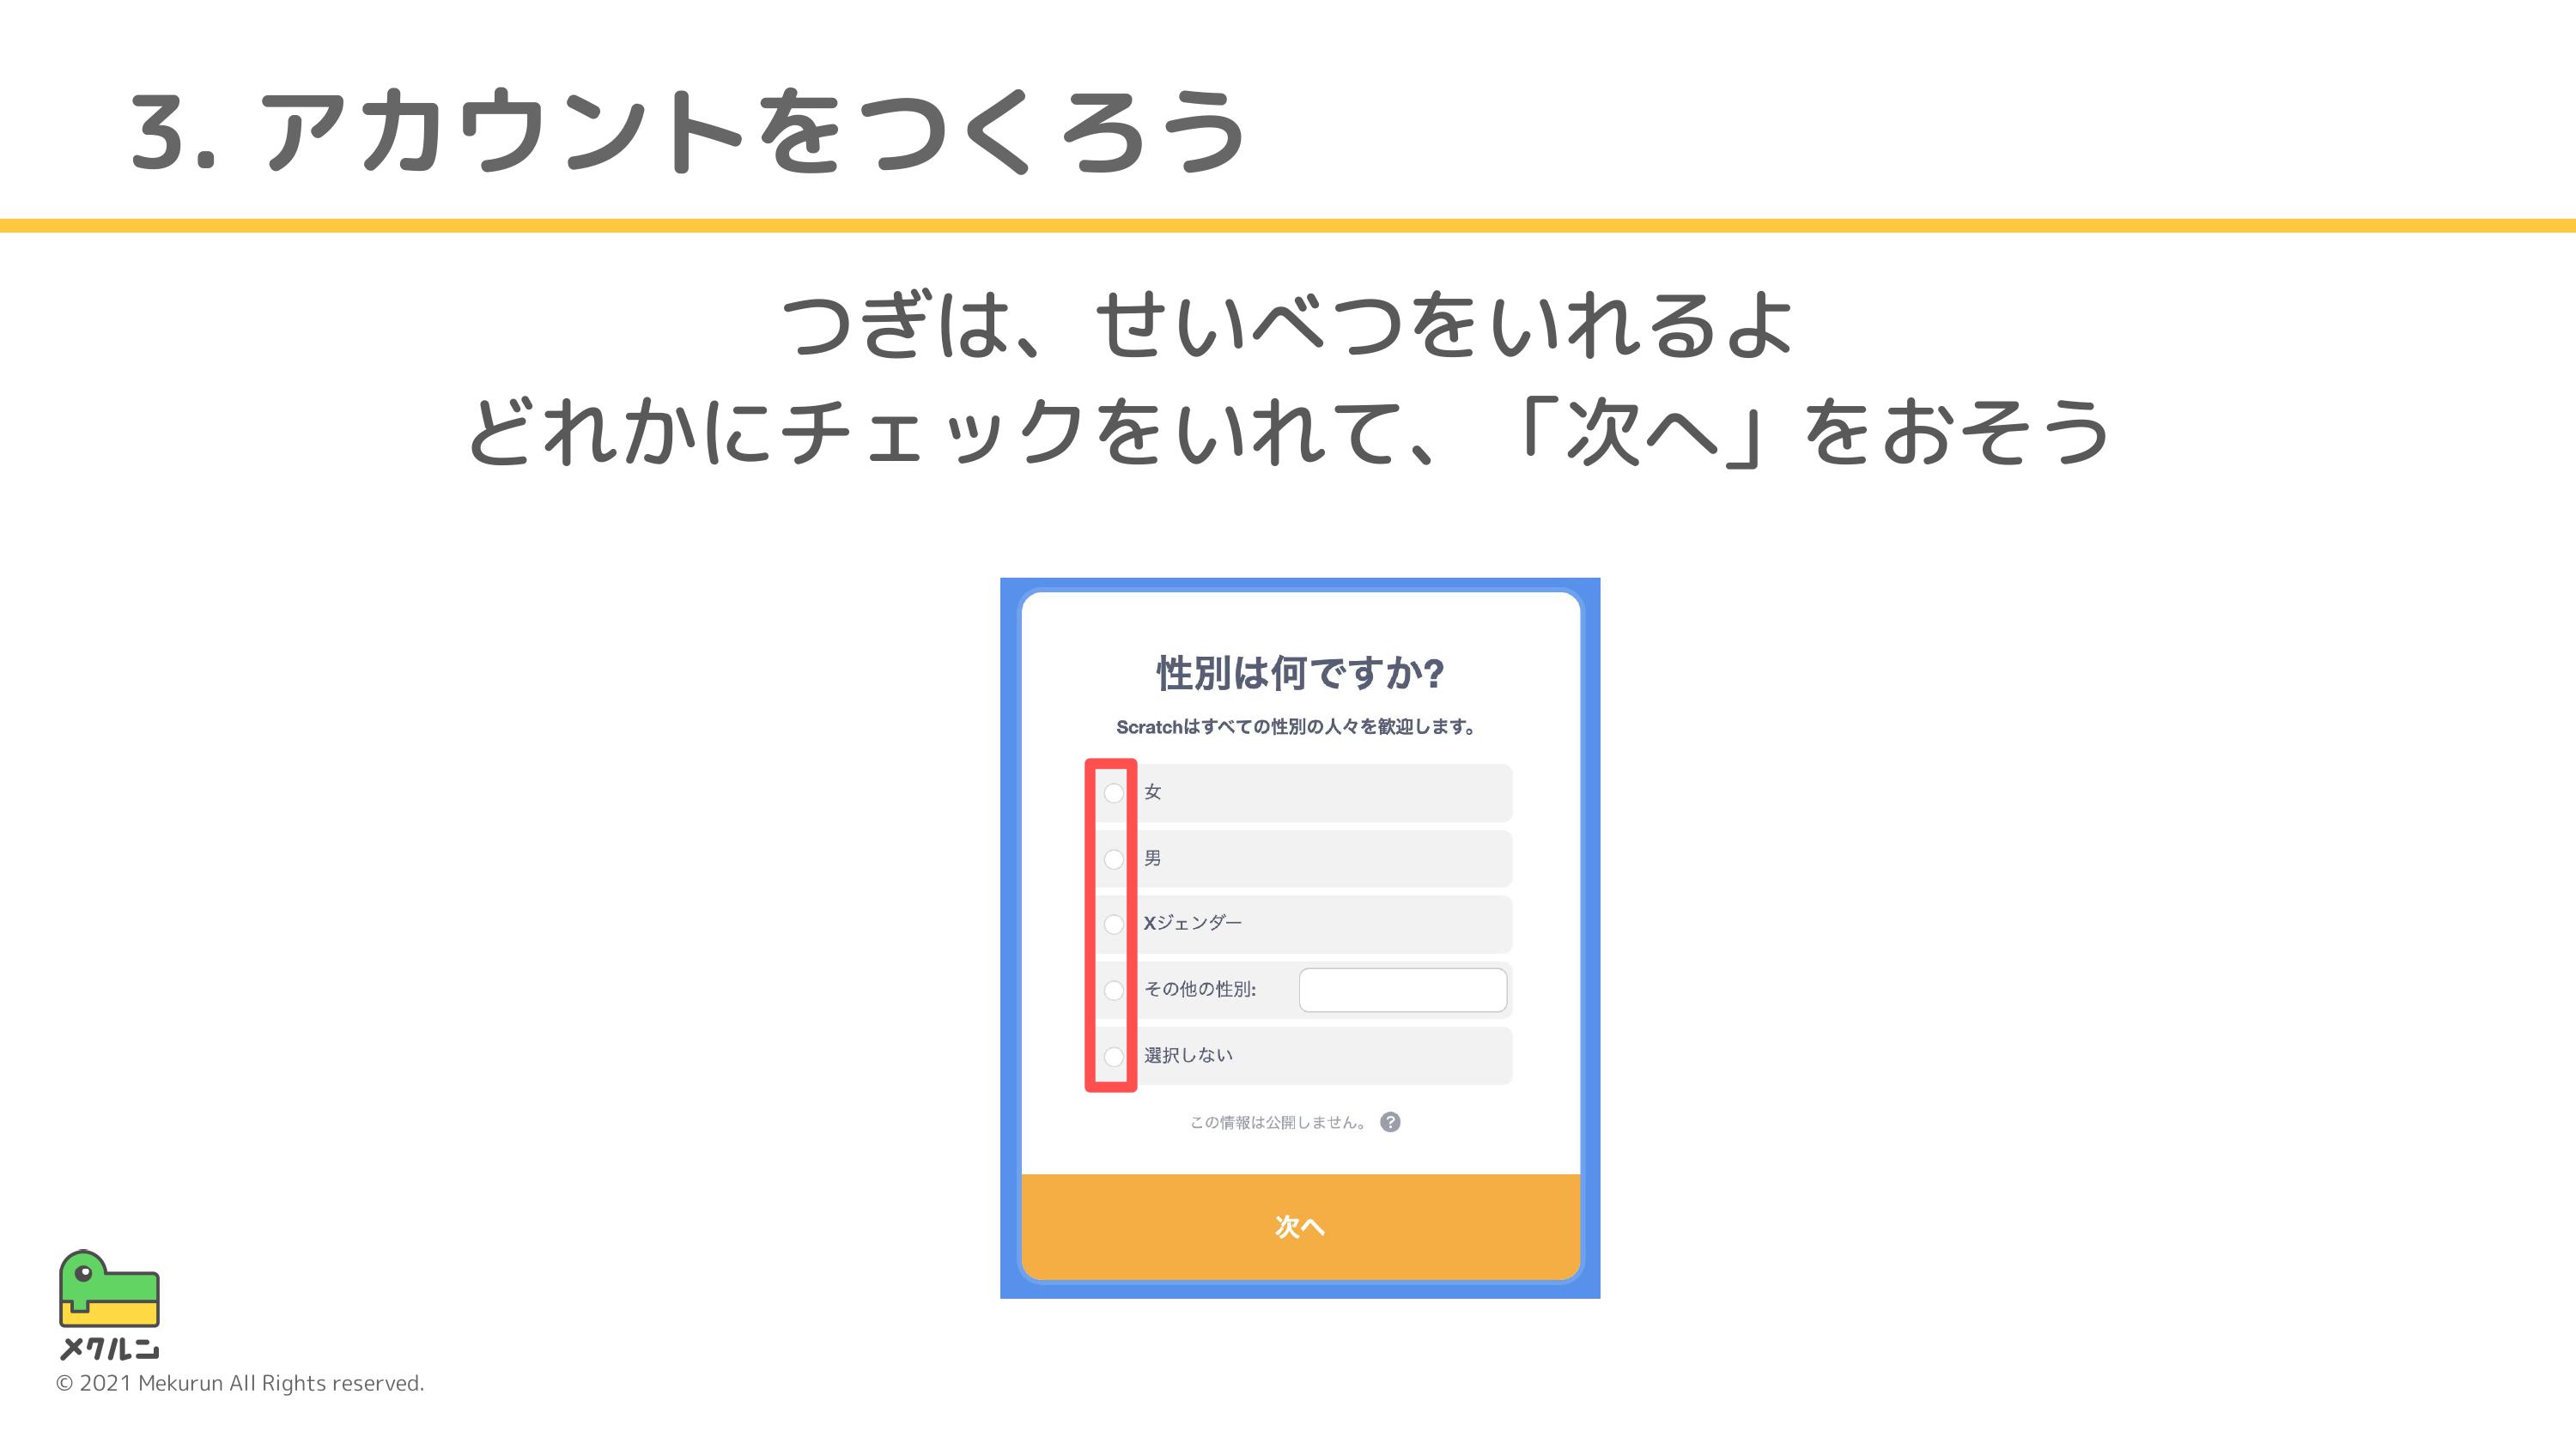 3. アカウントをつくろう
つぎは、せいべつをいれるよ
どれかにチェックをいれて、「次へ」をおそう
性別は何ですか?
Scratchはすべての性別の人々を歓迎します。
女
男
Xジェンダー
その他の性別:
選択しない
この情報は公開しません。 ?
次へ
メクルン
© 2021 Mekurun All Rights reserved.